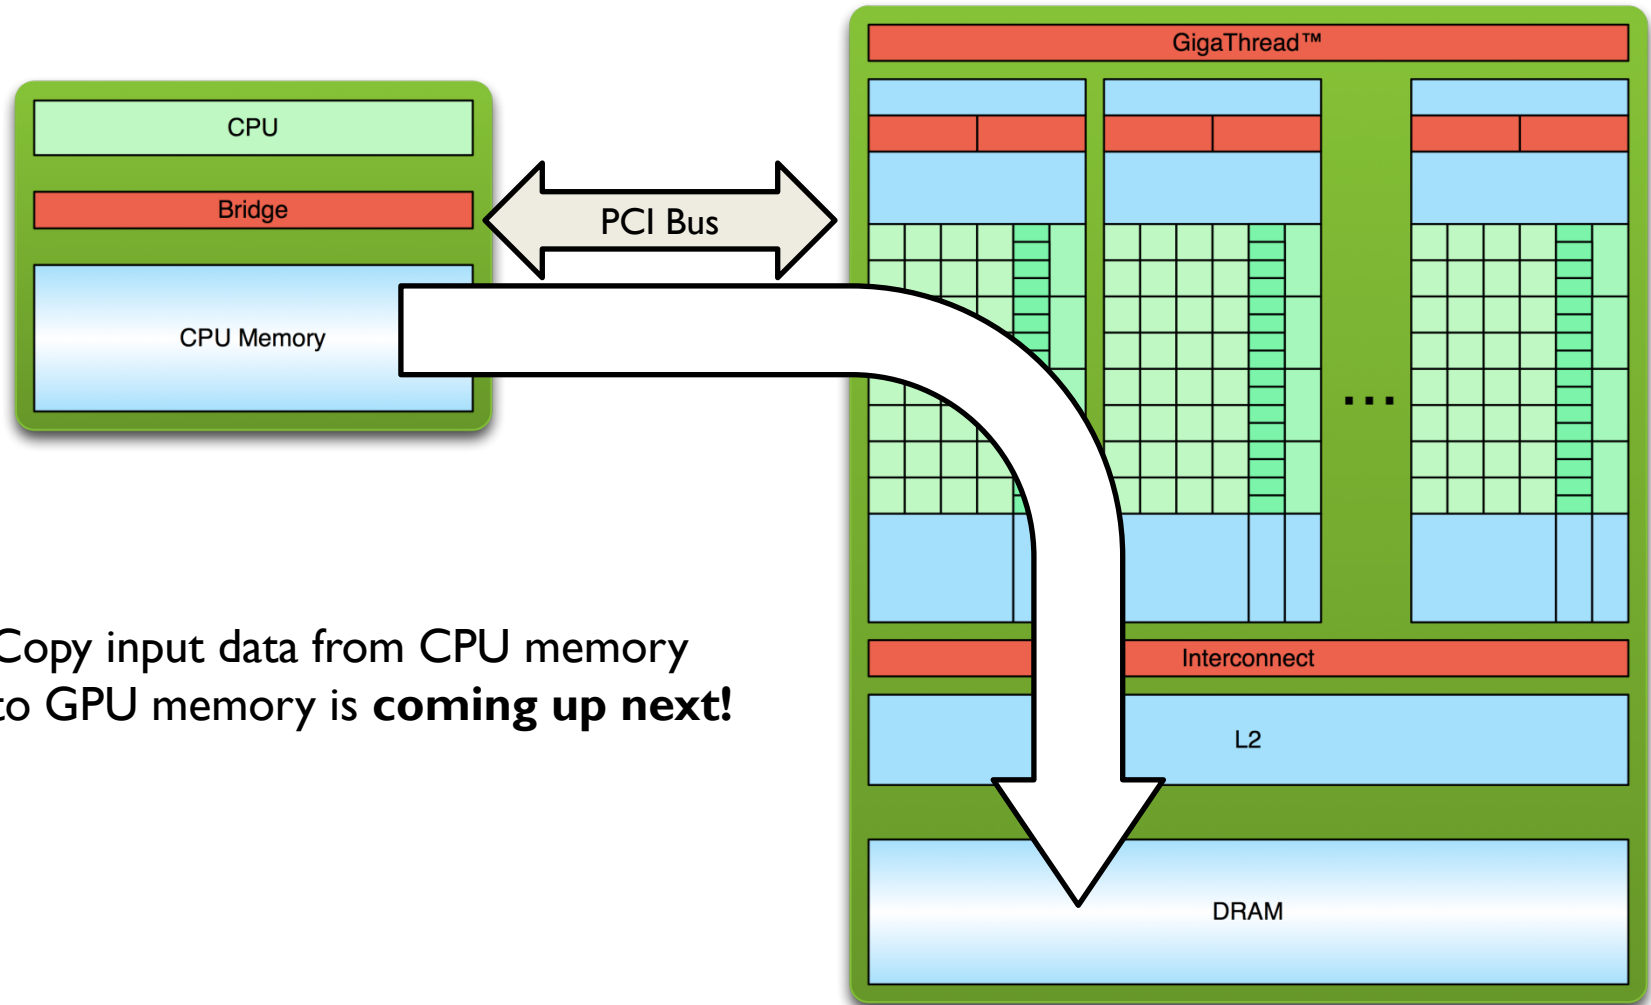 GigaThread™
CPU
Bridge
PCI Bus
CPU Memory
...
Copy input data from CPU memory
to GPU memory is coming up next!
Interconnect
L2
DRAM